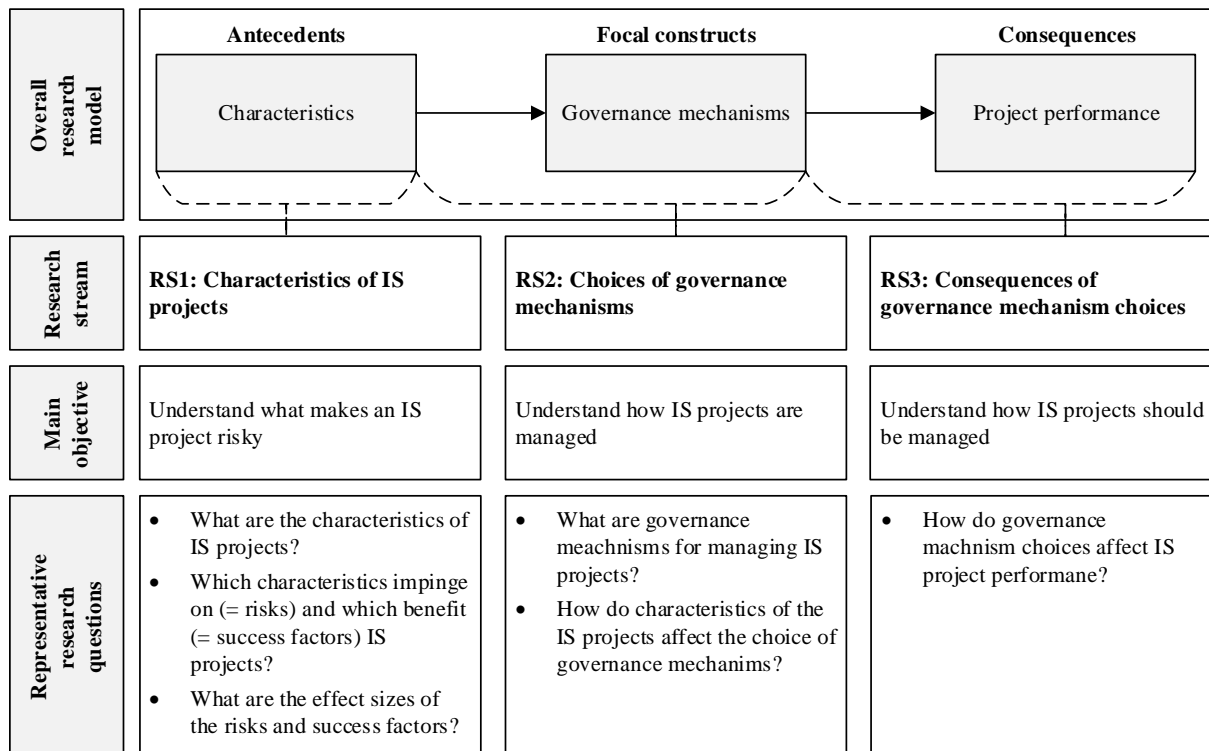 Overall
research
model
Antecedents
Focal constructs
Consequences
Characteristics
Governance mechanisms
Project performance
Research
stream
RS1: Characteristics of IS
projects
RS2: Choices of governance
mechanisms
RS3: Consequences of
governance mechanism choices
Main
objective
Understand what makes an IS
project risky
Understand how IS projects are
managed
Understand how IS projects should
be managed
Representative
research
questions
• What are the characteristics of
IS projects?
• Which characteristics impinge
on (= risks) and which benefit
(= success factors) IS
projects?
• What are the effect sizes of
the risks and success factors?
• What are governance
meachnisms for managing IS
projects?
• How do characteristics of the
IS projects affect the choice of
governance mechanims?
• How do governance
machnism choices affect IS
project performane?